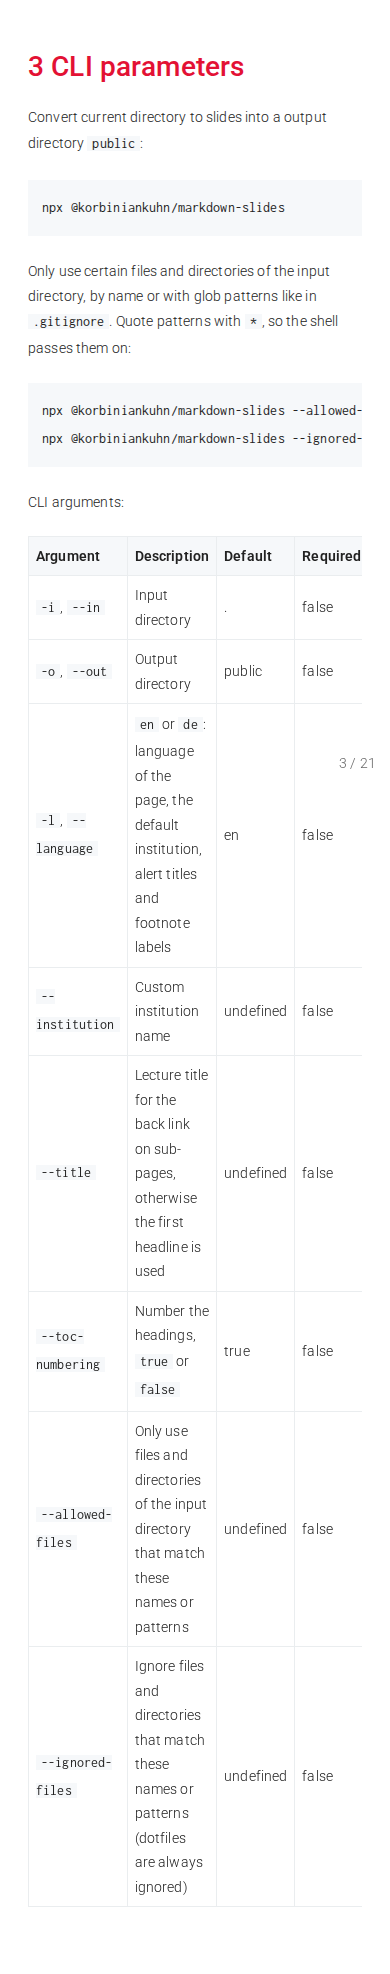 3 CLI parameters
Convert current directory to slides into a output
directory public :
npx @korbiniankuhn/markdown-slides
Only use certain files and directories of the input
directory, by name or with glob patterns like in
.gitignore . Quote patterns with * , so the shell
passes them on:
npx @korbiniankuhn/markdown-slides --allowed-
npx @korbiniankuhn/markdown-slides --ignored-
CLI arguments:
Argument Description Default Required
-i , --in Input
directory . false
-o , --out Output
directory public false
-l , --
language en or de :
language
of the
page, the
default
institution,
alert titles
and
footnote
labels en false
3 / 21
--
institution Custom
institution
name undefined false
--title Lecture title
for the
back link
on sub-
pages,
otherwise
the first
headline is
used undefined false
--toc-
numbering Number the
headings,
true or
false true false
--allowed-
files Only use
files and
directories
of the input
directory
that match
these
names or
patterns undefined false
--ignored-
files Ignore files
and
directories
that match
these
names or
patterns
(dotfiles
are always
ignored) undefined false